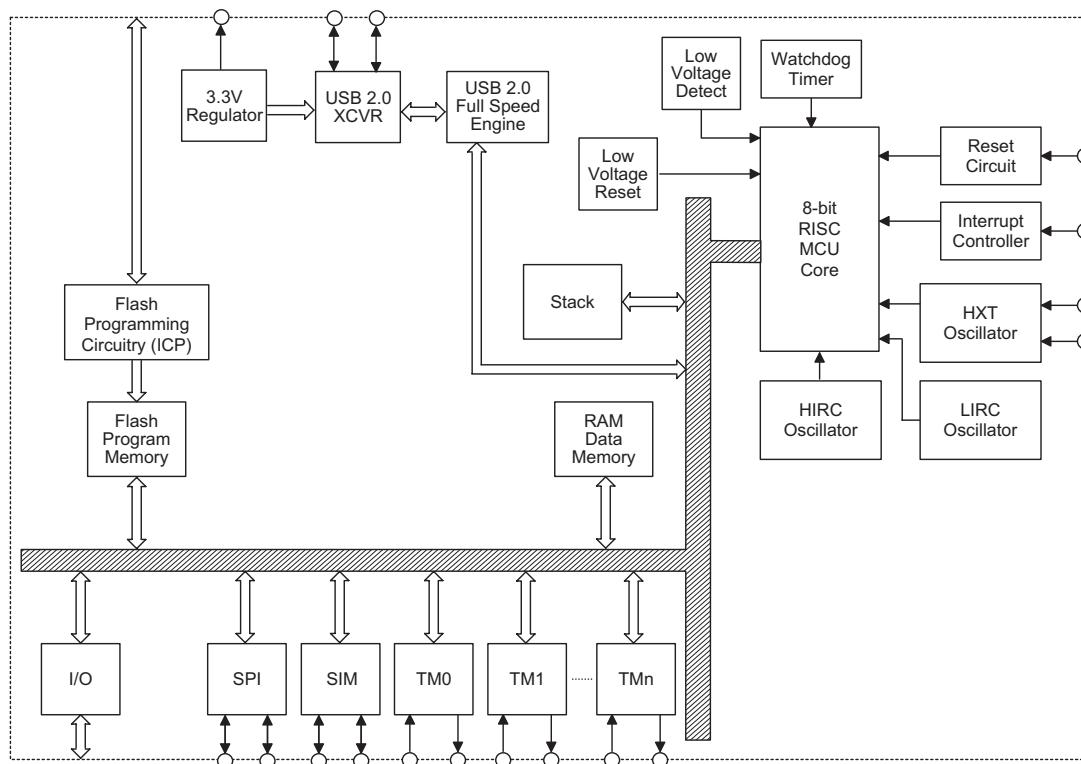 3.3V
Regulator
USB 2.0
XCVR
USB 2.0
Full Speed
Engine
Low
Voltage
Detect
Watchdog
Timer
Low
Voltage
Reset
8-bit
RISC
MCU
Core
Reset
Circuit
Interrupt
Controller
Stack
HXT
Oscillator
Flash
Programming
Circuitry (ICP)
HIRC
Oscillator
LIRC
Oscillator
Flash
Program
Memory
RAM
Data
Memory
I/O
SPI
SIM
TM0
TM1
TMn